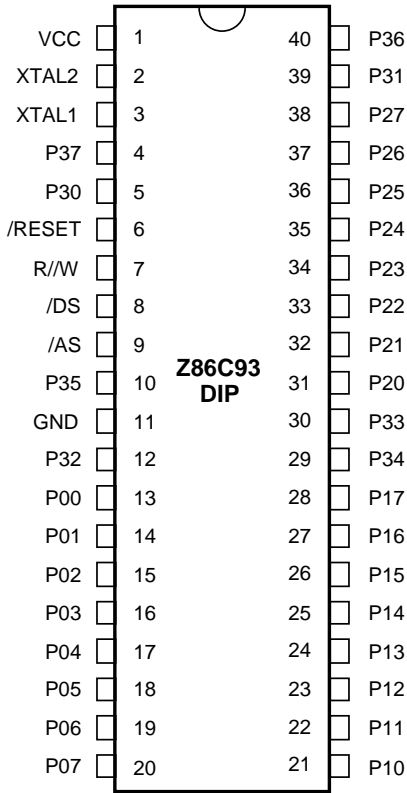 VCC 1 40 P36
XTAL2 2 39 P31
XTAL1 3 38 P27
P37 4 37 P26
P30 5 36 P25
/RESET 6 35 P24
R//W 7 34 P23
/DS 8 33 P22
/AS 9 32 P21
Z86C93
P35 10 31 P20
DIP
GND 11 30 P33
P32 12 29 P34
P00 13 28 P17
P01 14 27 P16
P02 15 26 P15
P03 16 25 P14
P04 17 24 P13
P05 18 23 P12
P06 19 22 P11
P07 20 21 P10